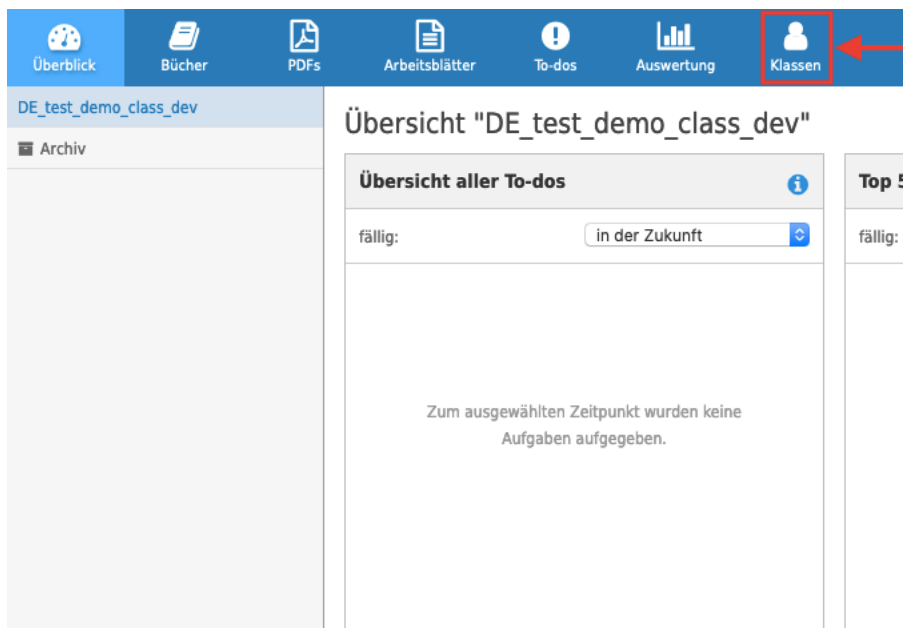 Überblick
Bücher
PDFs
Arbeitsblätter
To-dos
Auswertung
Klassen
DE_test_demo_class_dev
Archiv
Übersicht "DE_test_demo_class_dev"
Übersicht aller To-dos
Top 5
fällig:
in der Zukunft
fällig:
Zum ausgewählten Zeitpunkt wurden keine
Aufgaben aufgegeben.